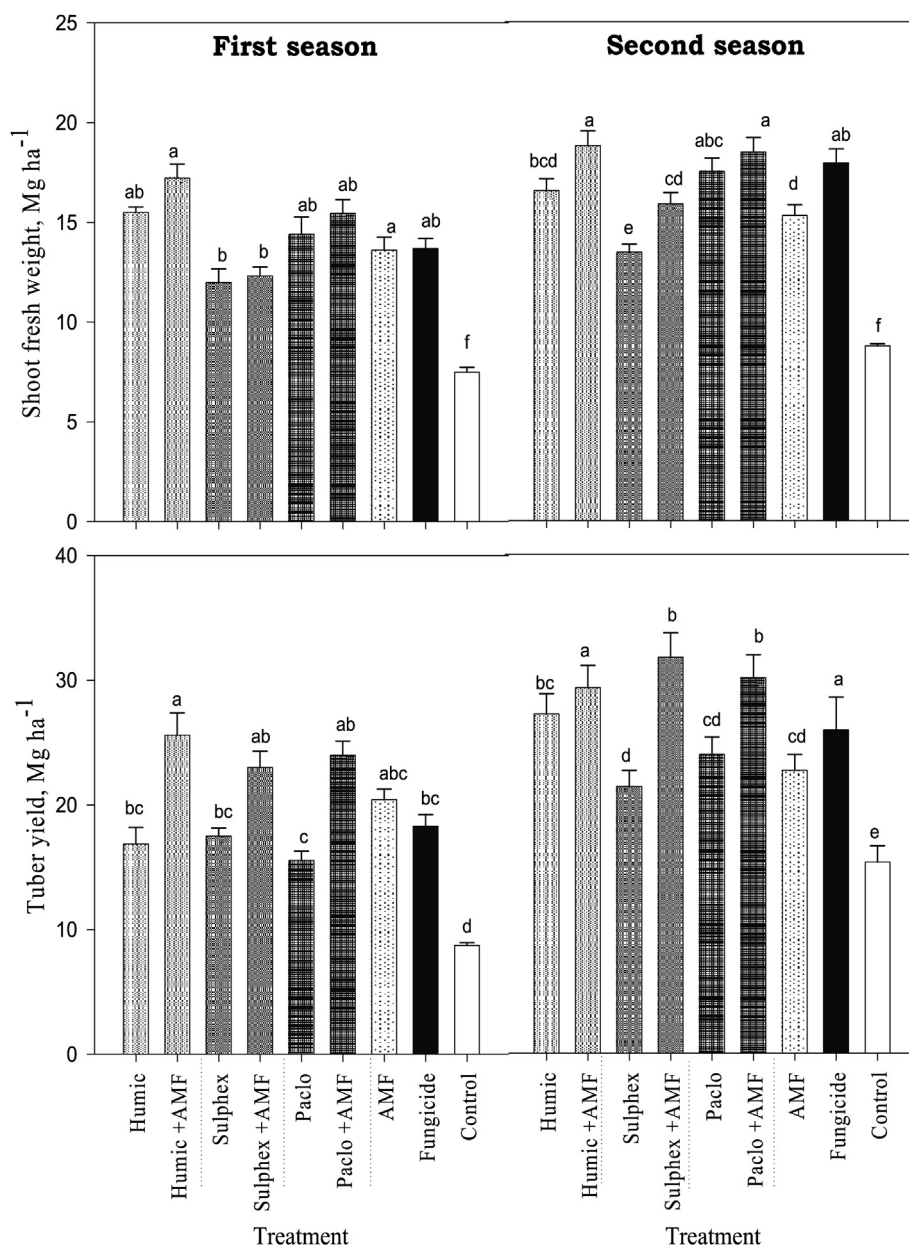 First season
Second season
Shoot fresh weight, Mg ha⁻¹
25
20
15
10
5
0
ab
a
b
b
ab
ab
a
ab
f
bcd
a
e
cd
abc
a
d
ab
f
Tuber yield, Mg ha⁻¹
40
30
20
10
0
bc
a
bc
ab
c
ab
abc
bc
d
bc
a
d
b
cd
b
cd
a
e
Humic
Humic +AMF
Sulphex
Sulphex +AMF
Paclo
Paclo +AMF
AMF
Fungicide
Control
Humic
Humic +AMF
Sulphex
Sulphex +AMF
Paclo
Paclo +AMF
AMF
Fungicide
Control
Treatment
Treatment